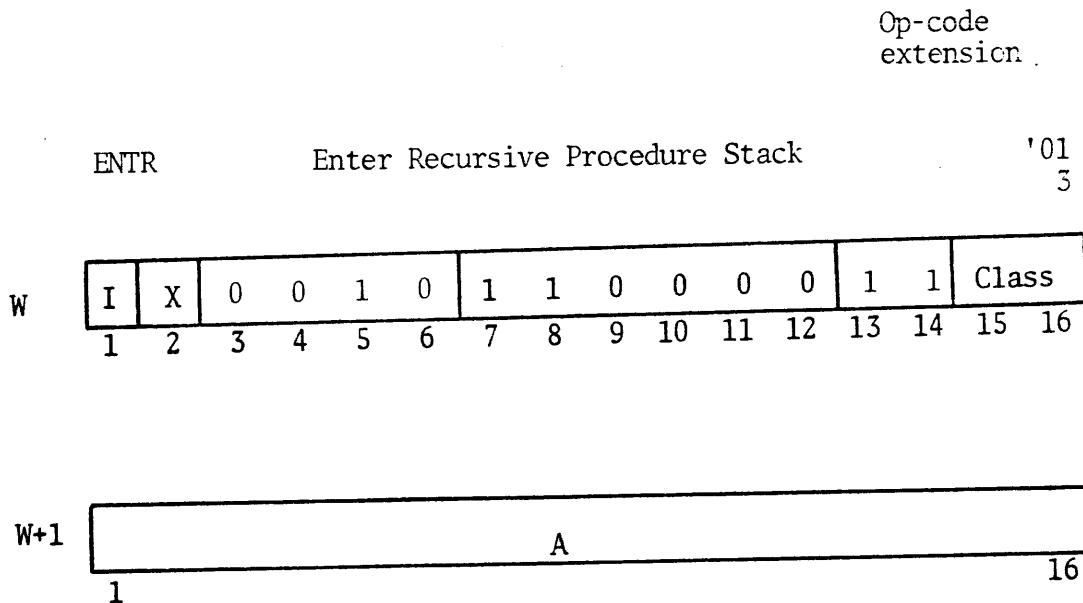 Op-code
extension
ENTR Enter Recursive Procedure Stack '01
3
W I X 0 0 1 0 1 1 0 0 0 0 1 1 Class
1 2 3 4 5 6 7 8 9 10 11 12 13 14 15 16
W+1 A
1 16